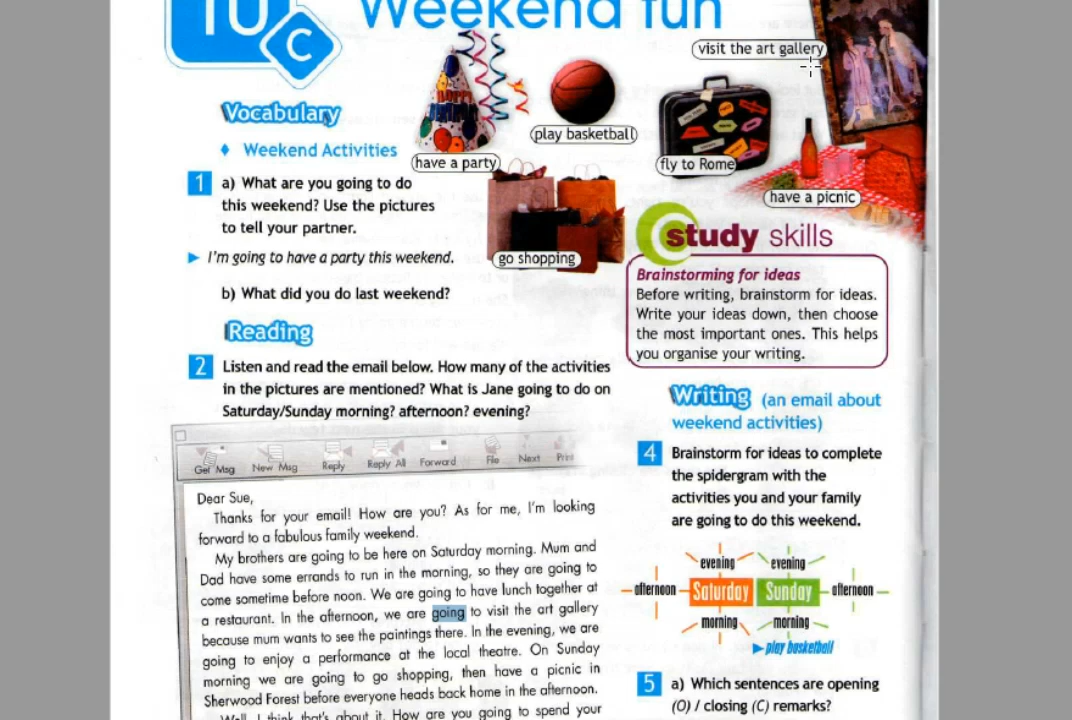 10 C
Weekend fun
visit the art gallery
play basketball
have a party
fly to Rome
have a picnic
go shopping
Vocabulary
♦ Weekend Activities
1 a) What are you going to do
this weekend? Use the pictures
to tell your partner.
► I'm going to have a party this weekend.
b) What did you do last weekend?
Reading
2 Listen and read the email below. How many of the activities
in the pictures are mentioned? What is Jane going to do on
Saturday/Sunday morning? afternoon? evening?
Get Msg New Msg Reply Reply All Forward File Next Print
Dear Sue,
Thanks for your email! How are you? As for me, I'm looking
forward to a fabulous family weekend.
My brothers are going to be here on Saturday morning. Mum and
Dad have some errands to run in the morning, so they are going to
come sometime before noon. We are going to have lunch together at
a restaurant. In the afternoon, we are going to visit the art gallery
because mum wants to see the paintings there. In the evening, we are
going to enjoy a performance at the local theatre. On Sunday
morning we are going to go shopping, then have a picnic in
Sherwood Forest before everyone heads back home in the afternoon.
Well, I think that's about it. How are you going to spend your
study skills
Brainstorming for ideas
Before writing, brainstorm for ideas.
Write your ideas down, then choose
the most important ones. This helps
you organise your writing.
Writing (an email about
weekend activities)
4 Brainstorm for ideas to complete
the spidergram with the
activities you and your family
are going to do this weekend.
evening evening
afternoon Saturday Sunday afternoon
morning morning
►play basketball
5 a) Which sentences are opening
(O) / closing (C) remarks?